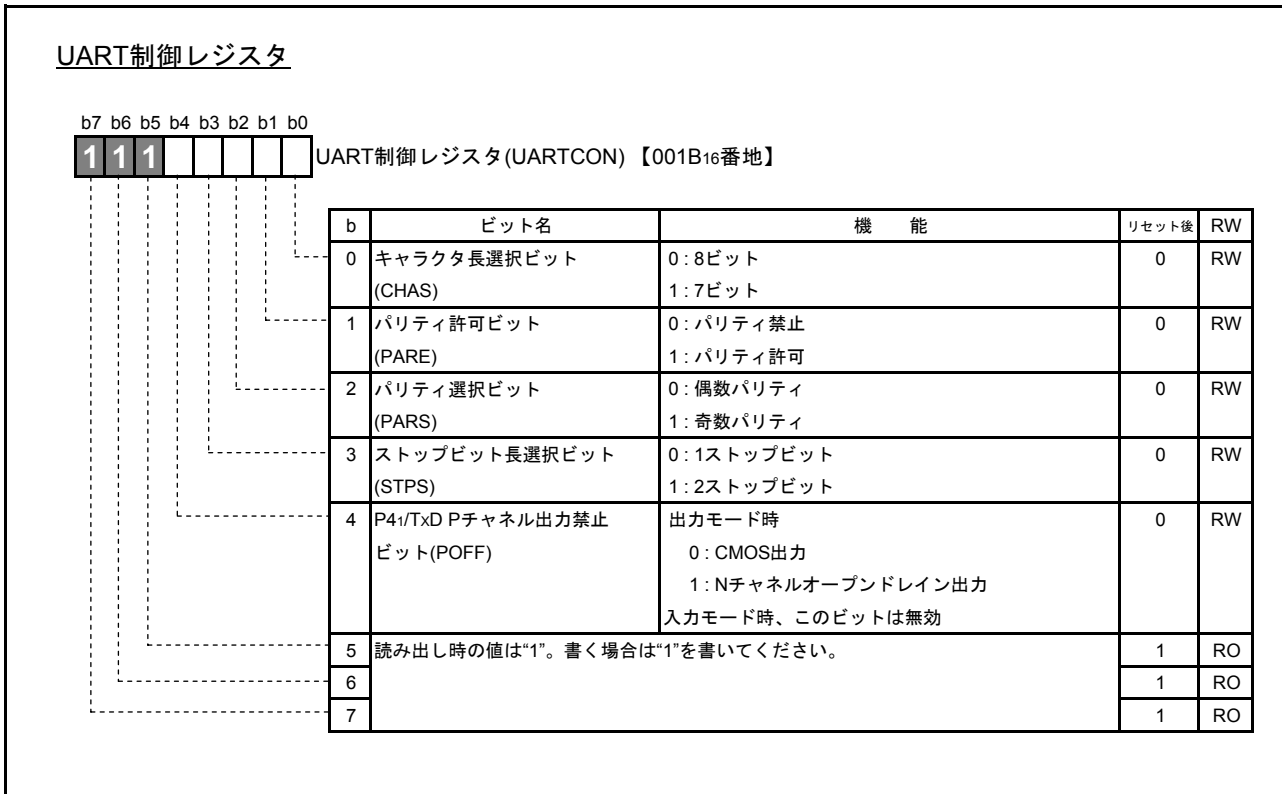 UART制御レジスタ
b7 b6 b5 b4 b3 b2 b1 b0
1 1 1
UART制御レジスタ(UARTCON)【001B16番地】
b ビット名 機　能 リセット後 RW
0 キャラクタ長選択ビット 0 : 8ビット 0 RW
(CHAS) 1 : 7ビット
1 パリティ許可ビット 0 : パリティ禁止 0 RW
(PARE) 1 : パリティ許可
2 パリティ選択ビット 0 : 偶数パリティ 0 RW
(PARS) 1 : 奇数パリティ
3 ストップビット長選択ビット 0 : 1ストップビット 0 RW
(STPS) 1 : 2ストップビット
4 P41/TxD Pチャネル出力禁止 出力モード時 0 RW
ビット(POFF) 0 : CMOS出力
1 : Nチャネルオープンドレイン出力
入力モード時、このビットは無効
5 読み出し時の値は“1”。書く場合は“1”を書いてください。 1 RO
6 1 RO
7 1 RO